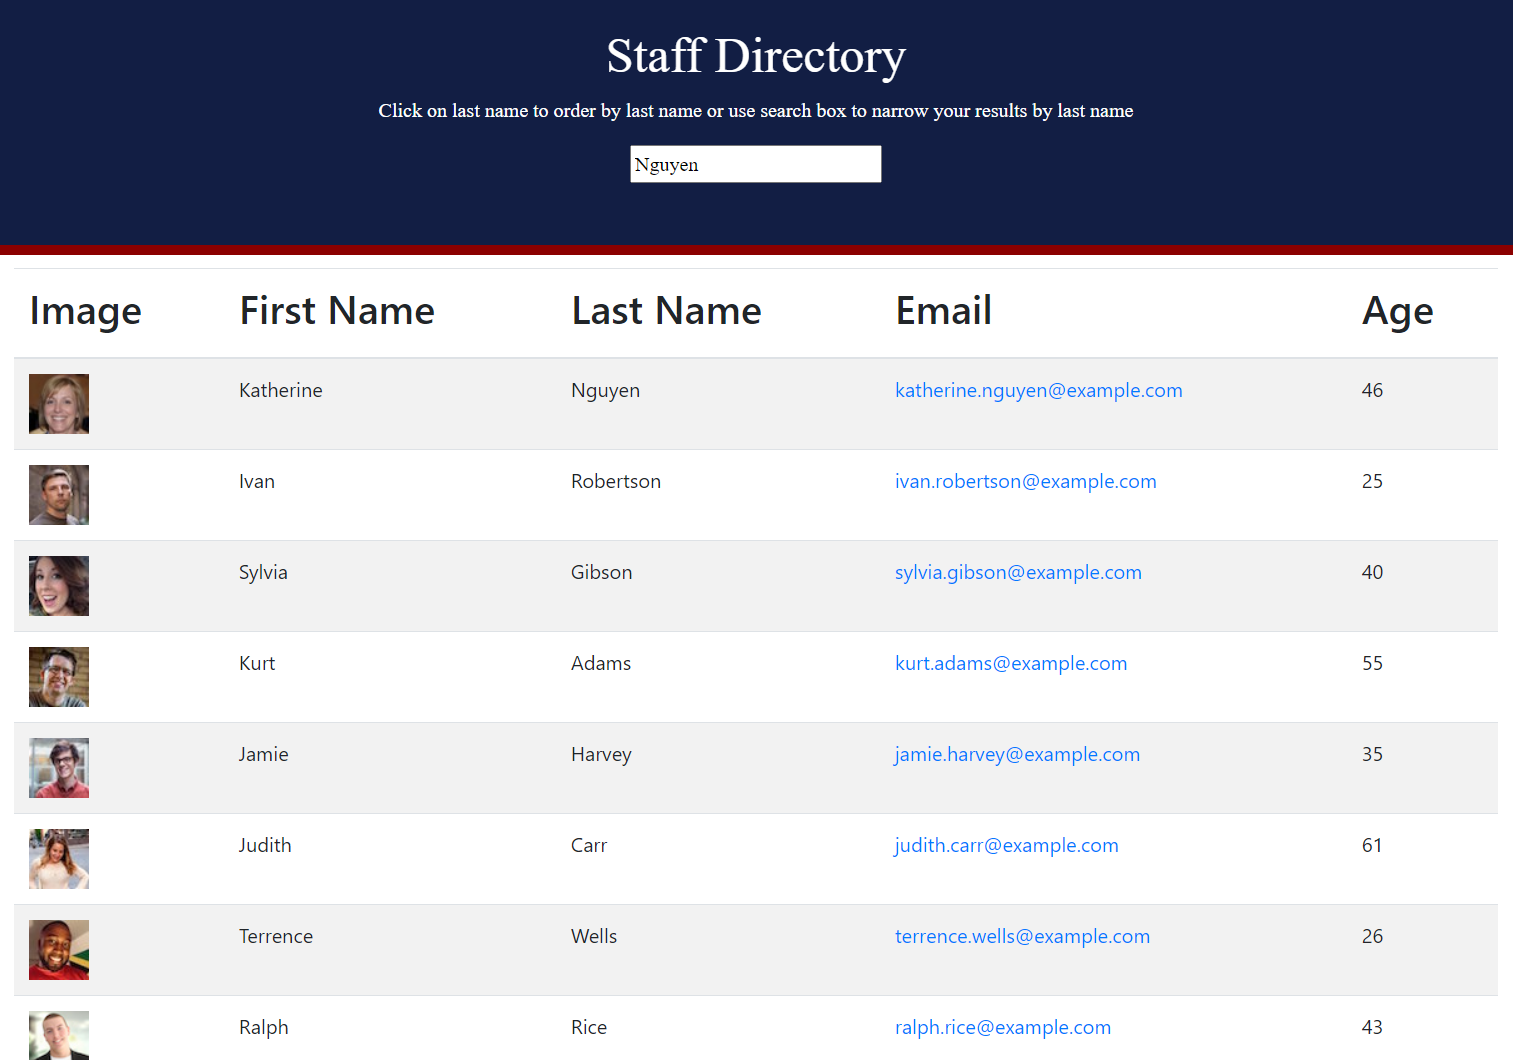 Staff Directory
Click on last name to order by last name or use search box to narrow your results by last name
Nguyen
Image First Name Last Name Email Age
Katherine Nguyen katherine.nguyen@example.com 46
Ivan Robertson ivan.robertson@example.com 25
Sylvia Gibson sylvia.gibson@example.com 40
Kurt Adams kurt.adams@example.com 55
Jamie Harvey jamie.harvey@example.com 35
Judith Carr judith.carr@example.com 61
Terrence Wells terrence.wells@example.com 26
Ralph Rice ralph.rice@example.com 43